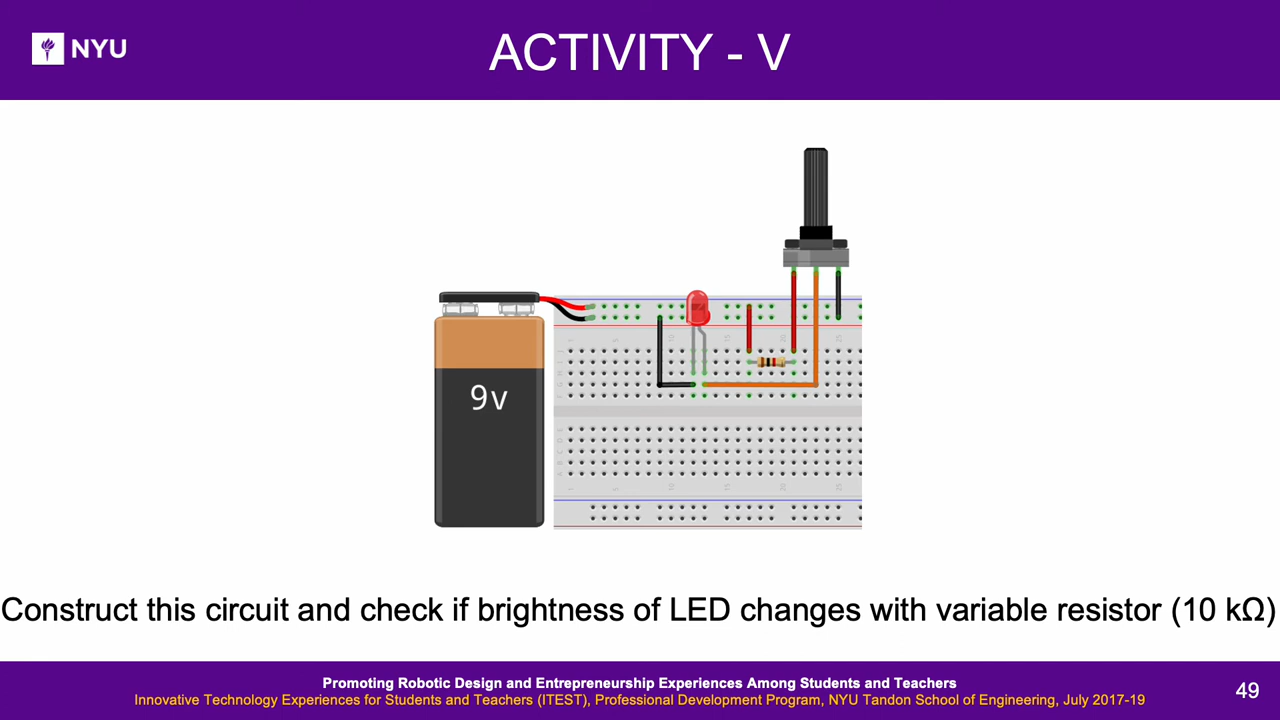 NYU
ACTIVITY - V
9v
Construct this circuit and check if brightness of LED changes with variable resistor (10 kΩ)
Promoting Robotic Design and Entrepreneurship Experiences Among Students and Teachers
Innovative Technology Experiences for Students and Teachers (ITEST), Professional Development Program, NYU Tandon School of Engineering, July 2017-19
49